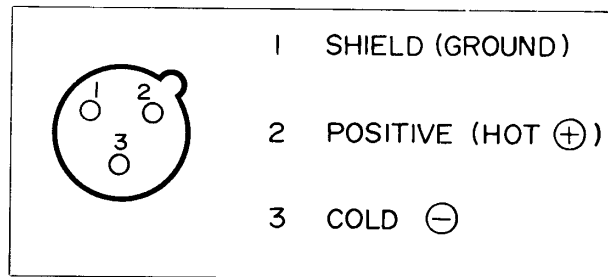 1 2
3
1 SHIELD (GROUND)
2 POSITIVE (HOT ⊕)
3 COLD ⊖